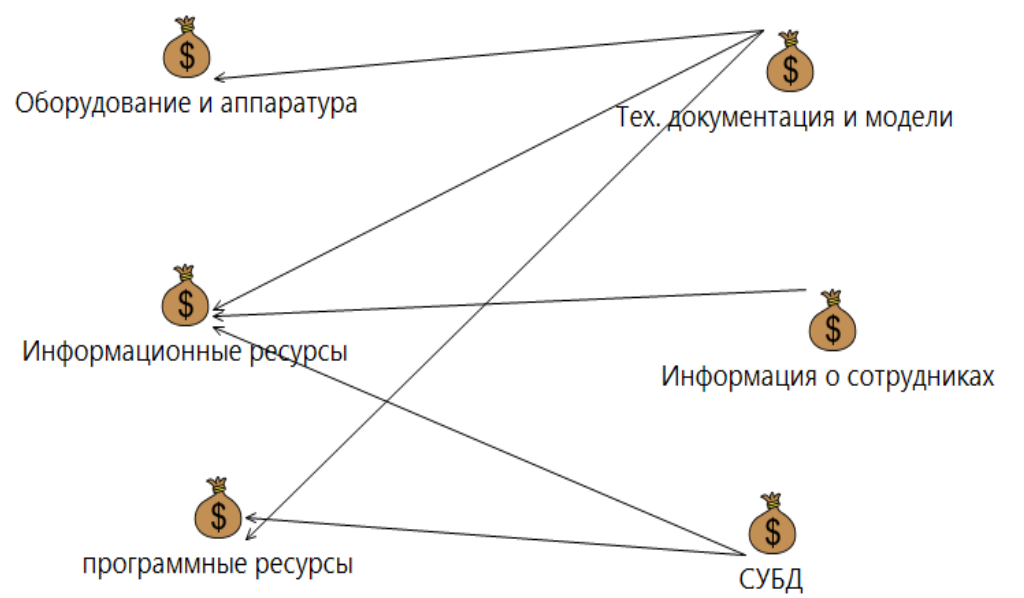 $
$
Оборудование и аппаратура
Тех. документация и модели
$
$
Информационные ресурсы
Информация о сотрудниках
$
$
программные ресурсы
СУБД